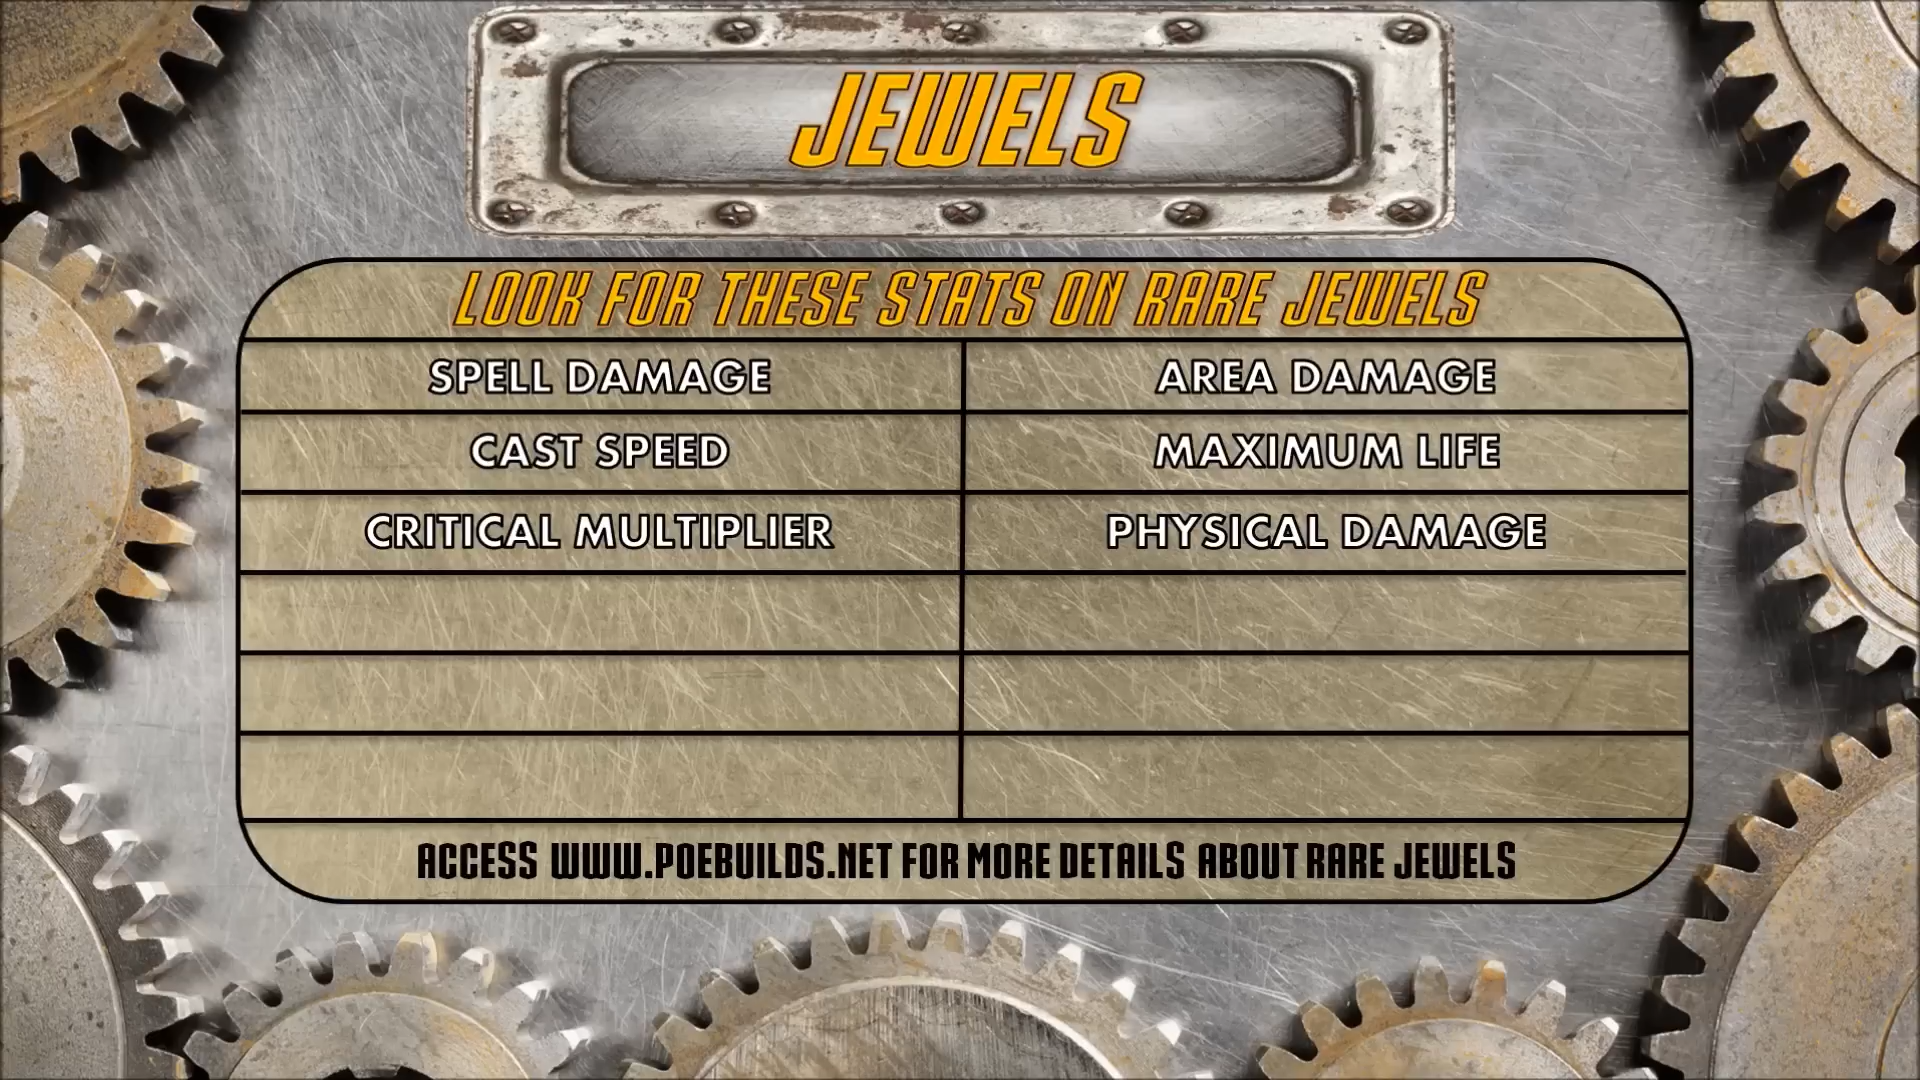 JEWELS
LOOK FOR THESE STATS ON RARE JEWELS
SPELL DAMAGE
AREA DAMAGE
CAST SPEED
MAXIMUM LIFE
CRITICAL MULTIPLIER
PHYSICAL DAMAGE
ACCESS WWW.POEBUILDS.NET FOR MORE DETAILS ABOUT RARE JEWELS